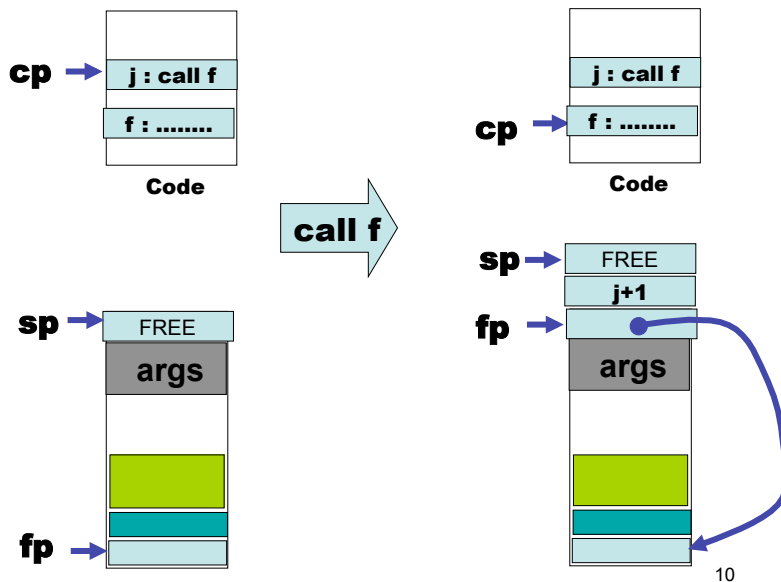 cp
j : call f
f : ........
Code
sp
FREE
args
fp
call f
j : call f
cp
f : ........
Code
sp
FREE
j+1
fp
args
10